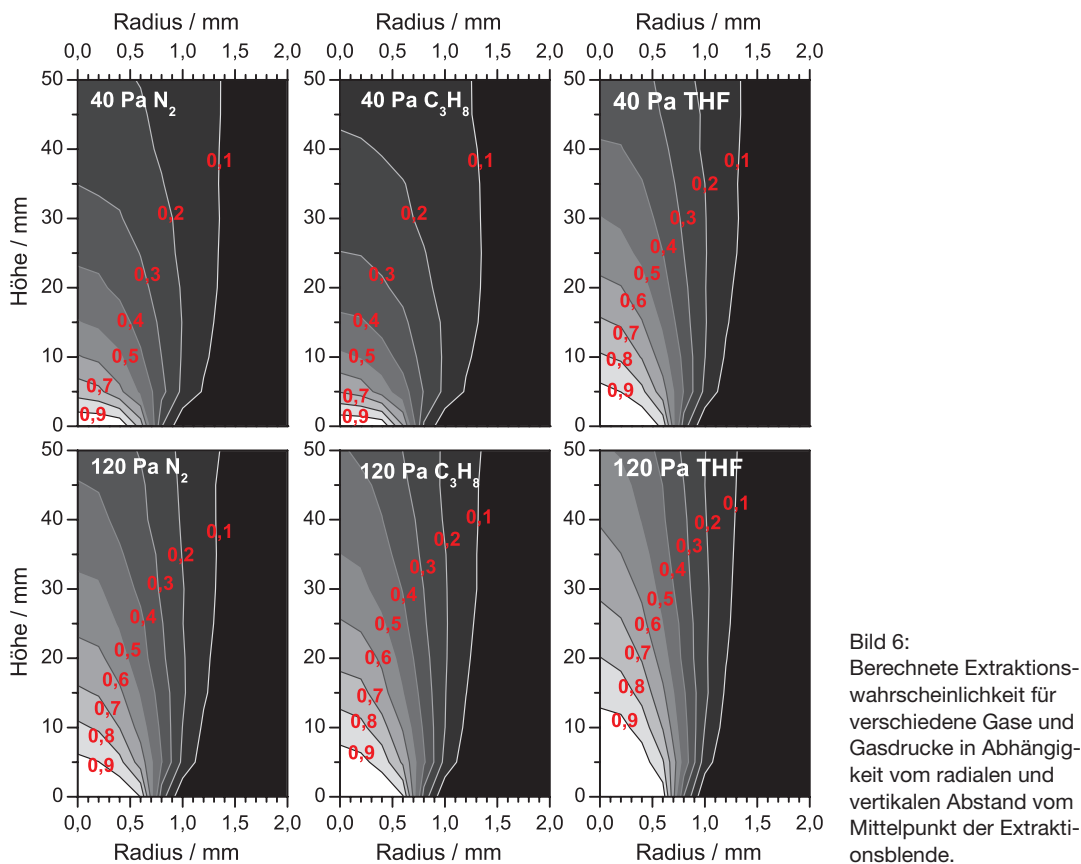 Radius / mm Radius / mm Radius / mm
0,0 0,5 1,0 1,5 2,0 0,0 0,5 1,0 1,5 2,0 0,0 0,5 1,0 1,5 2,0
Höhe / mm
50
40
30
20
10
0
40 Pa N₂
0,1
0,2
0,3
0,4
0,5
0,7
0,9
40 Pa C₃H₈
0,1
0,2
0,3
0,4
0,5
0,7
0,9
40 Pa THF
0,1
0,2
0,3
0,4
0,5
0,6
0,7
0,8
0,9
Höhe / mm
50
40
30
20
10
0
120 Pa N₂
0,1
0,2
0,3
0,4
0,5
0,6
0,7
0,8
0,9
120 Pa C₃H₈
0,1
0,2
0,3
0,4
0,5
0,6
0,7
0,8
0,9
120 Pa THF
0,1
0,2
0,3
0,4
0,5
0,6
0,7
0,8
0,9
0,0 0,5 1,0 1,5 2,0 0,0 0,5 1,0 1,5 2,0 0,0 0,5 1,0 1,5 2,0
Radius / mm Radius / mm Radius / mm
Bild 6:
Berechnete Extraktions-
wahrscheinlichkeit für
verschiedene Gase und
Gasdrucke in Abhängig-
keit vom radialen und
vertikalen Abstand vom
Mittelpunkt der Extrakti-
onsblende.